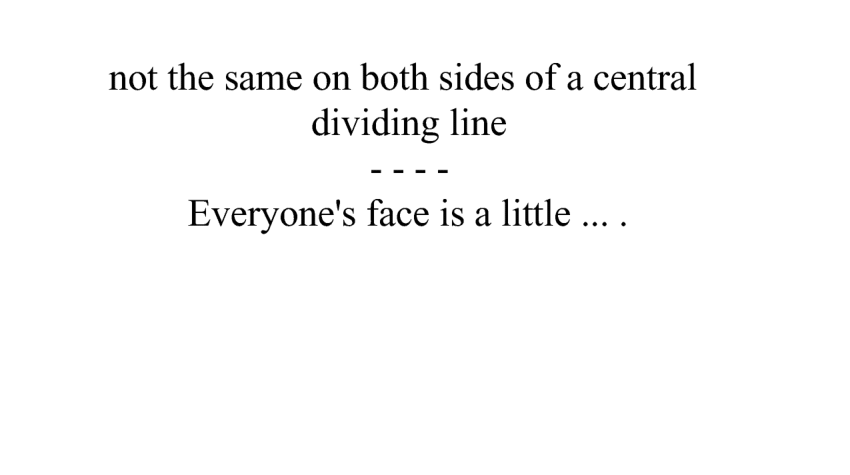 not the same on both sides of a central
dividing line
- - - -
Everyone's face is a little ... .